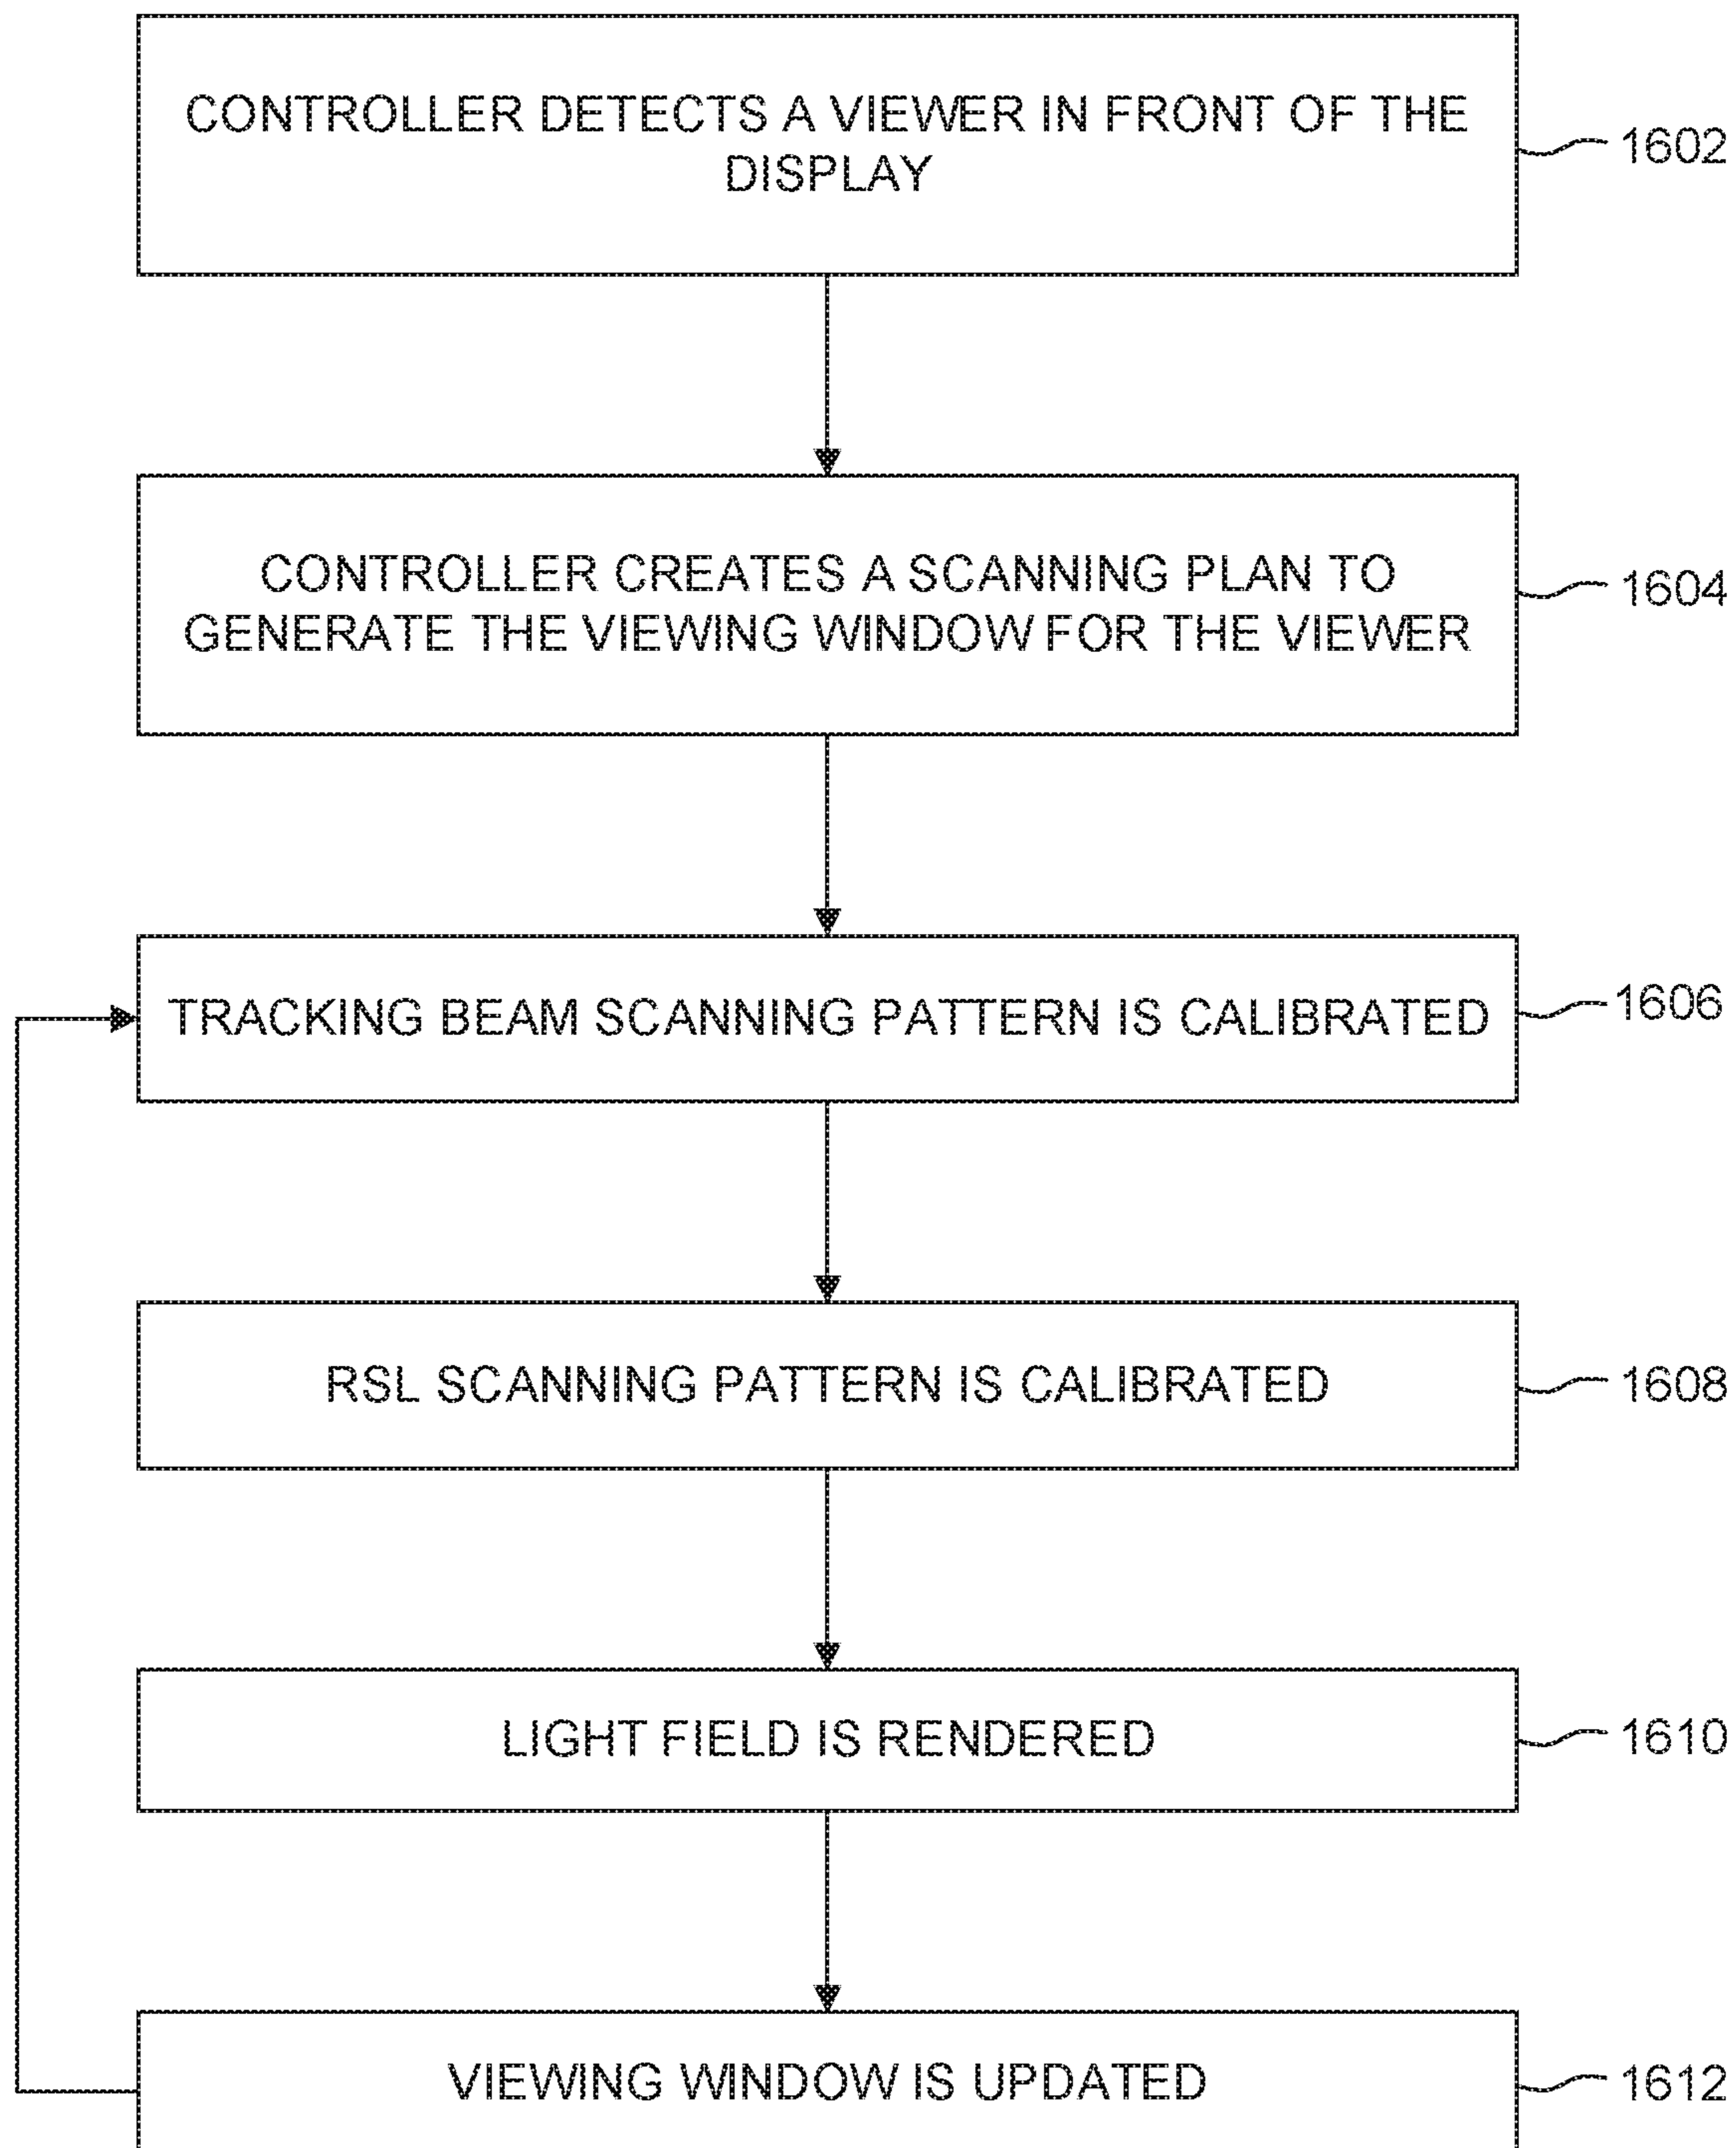 CONTROLLER DETECTS A VIEWER IN FRONT OF THE
DISPLAY
1602
CONTROLLER CREATES A SCANNING PLAN TO
GENERATE THE VIEWING WINDOW FOR THE VIEWER
1604
TRACKING BEAM SCANNING PATTERN IS CALIBRATED
1606
RSL SCANNING PATTERN IS CALIBRATED
1608
LIGHT FIELD IS RENDERED
1610
VIEWING WINDOW IS UPDATED
1612